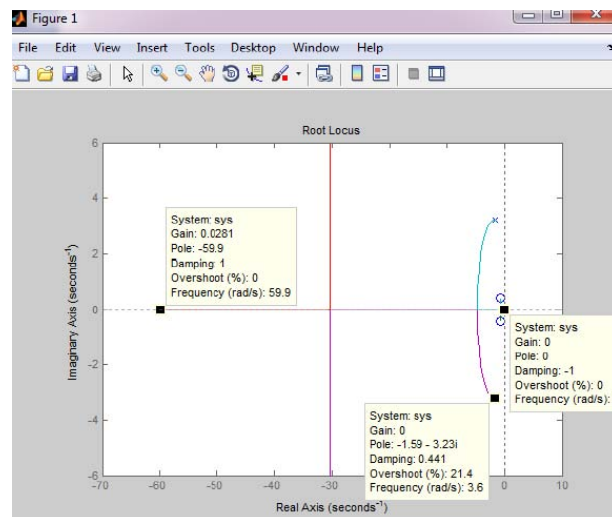 Figure 1
File Edit View Insert Tools Desktop Window Help
Root Locus
6
4
2
0
-2
-4
-6
Imaginary Axis (seconds⁻¹)
System: sys
Gain: 0.0281
Pole: -59.9
Damping: 1
Overshoot (%): 0
Frequency (rad/s): 59.9
System: sys
Gain: 0
Pole: 0
Damping: -1
Overshoot (%): 0
Frequency (rad/s):
System: sys
Gain: 0
Pole: -1.59 - 3.23i
Damping: 0.441
Overshoot (%): 21.4
Frequency (rad/s): 3.6
-70 -60 -50 -40 -30 0 10
Real Axis (seconds⁻¹)